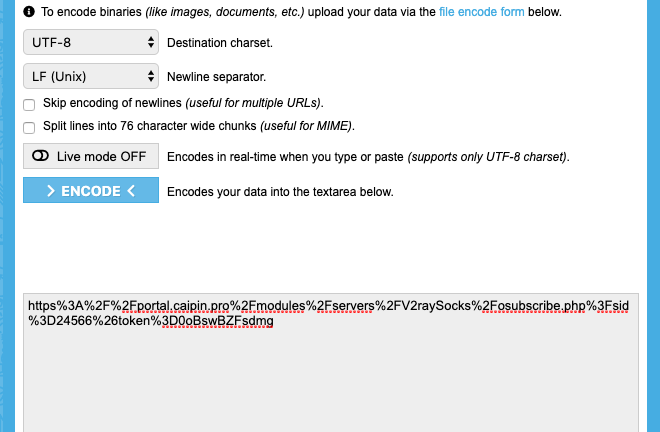 To encode binaries (like images, documents, etc.) upload your data via the file encode form below.
UTF-8 Destination charset.
LF (Unix) Newline separator.
Skip encoding of newlines (useful for multiple URLs).
Split lines into 76 character wide chunks (useful for MIME).
Live mode OFF Encodes in real-time when you type or paste (supports only UTF-8 charset).
> ENCODE < Encodes your data into the textarea below.
https%3A%2F%2Fportal.caipin.pro%2Fmodules%2Fservers%2FV2raySocks%2Fosubscribe.php%3Fsid
%3D24566%26token%3D0oBswBZFsdmg